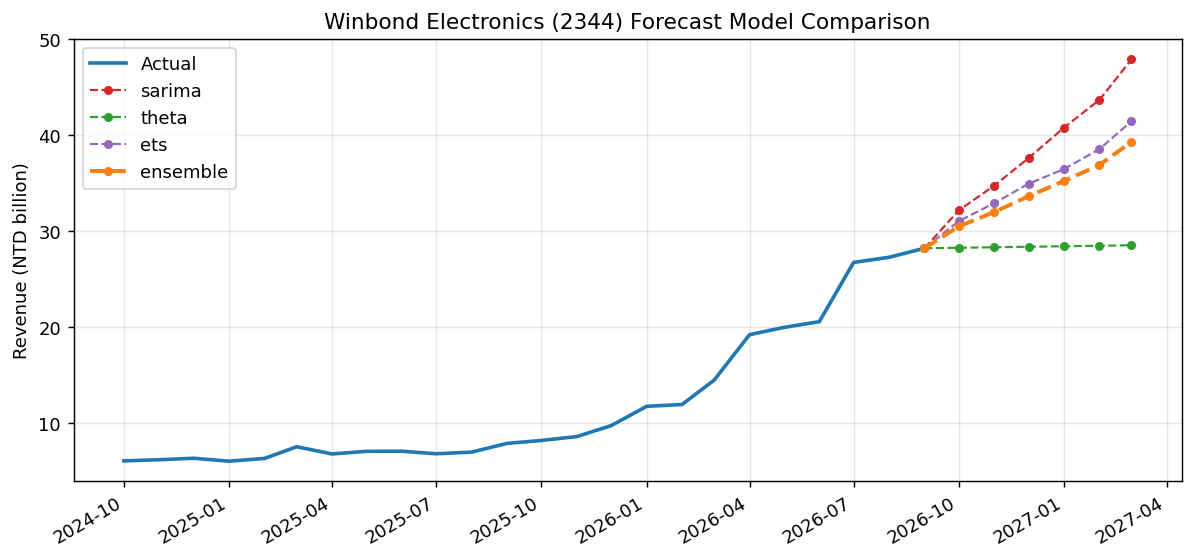 Winbond Electronics (2344) Forecast Model Comparison
50
40
30
20
10
Revenue (NTD billion)
Actual
sarima
theta
ets
ensemble
2024-10
2025-01
2025-04
2025-07
2025-10
2026-01
2026-04
2026-07
2026-10
2027-01
2027-04